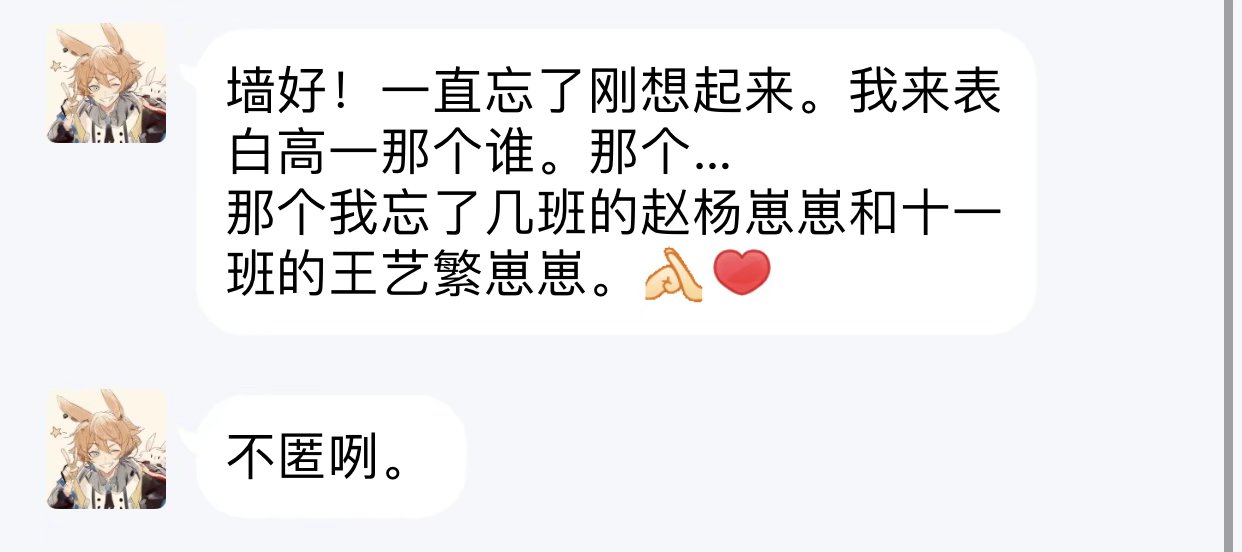 墙好！一直忘了刚想起来。我来表
白高一那个谁。那个...
那个我忘了几班的赵杨崽崽和十一
班的王艺繁崽崽。🫰❤️
不匿咧。